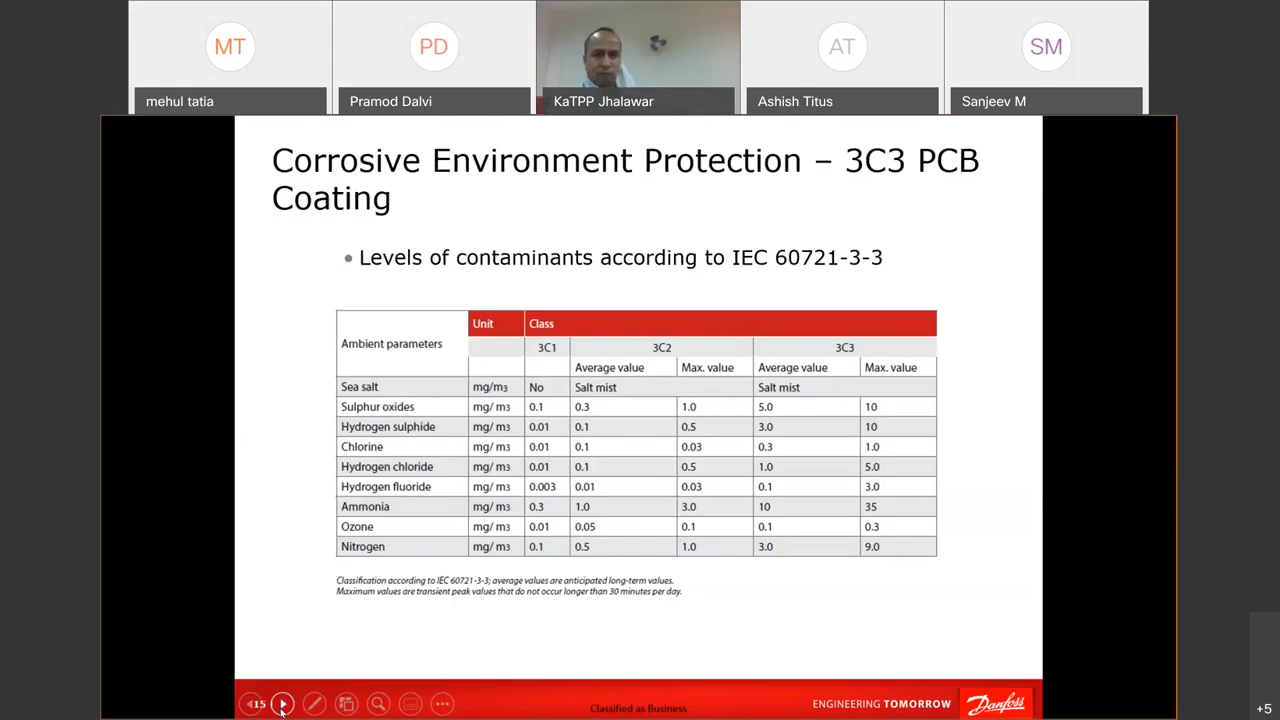 MT PD AT SM
mehul tatia Pramod Dalvi KaTPP Jhalawar Ashish Titus Sanjeev M
Corrosive Environment Protection – 3C3 PCB
Coating
• Levels of contaminants according to IEC 60721-3-3
Ambient parameters Unit Class
3C1 3C2 3C3
Average value Max. value Average value Max. value
Sea salt mg/m3 No Salt mist Salt mist
Sulphur oxides mg/ m3 0.1 0.3 1.0 5.0 10
Hydrogen sulphide mg/ m3 0.01 0.1 0.5 3.0 10
Chlorine mg/ m3 0.01 0.1 0.03 0.3 1.0
Hydrogen chloride mg/ m3 0.01 0.1 0.5 1.0 5.0
Hydrogen fluoride mg/ m3 0.003 0.01 0.03 0.1 3.0
Ammonia mg/ m3 0.3 1.0 3.0 10 35
Ozone mg/ m3 0.01 0.05 0.1 0.1 0.3
Nitrogen mg/ m3 0.1 0.5 1.0 3.0 9.0
Classification according to IEC 60721-3-3; average values are anticipated long-term values.
Maximum values are transient peak values that do not occur longer than 30 minutes per day.
15 Classified as Business ENGINEERING TOMORROW Danfoss
+5